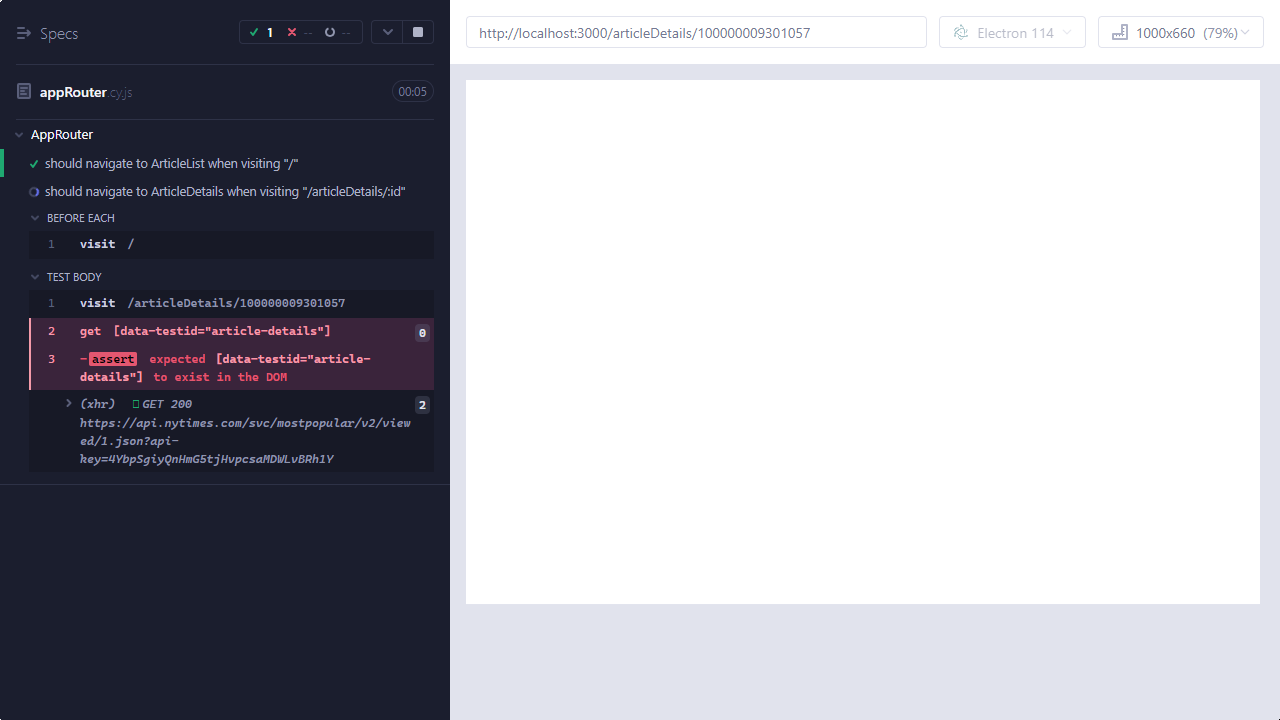 Specs
1 -- --
appRouter.cy.js
00:05
AppRouter
should navigate to ArticleList when visiting "/"
should navigate to ArticleDetails when visiting "/articleDetails/:id"
BEFORE EACH
1 visit /
TEST BODY
1 visit /articleDetails/100000009301057
2 get [data-testid="article-details"] 0
3 -assert expected [data-testid="article-
details"] to exist in the DOM
(xhr) GET 200 2
https://api.nytimes.com/svc/mostpopular/v2/view
ed/1.json?api-
key=4YbpSgiyQnHmG5tjHvpcsaMDWLvBRh1Y
http://localhost:3000/articleDetails/100000009301057
Electron 114
1000x660 (79%)